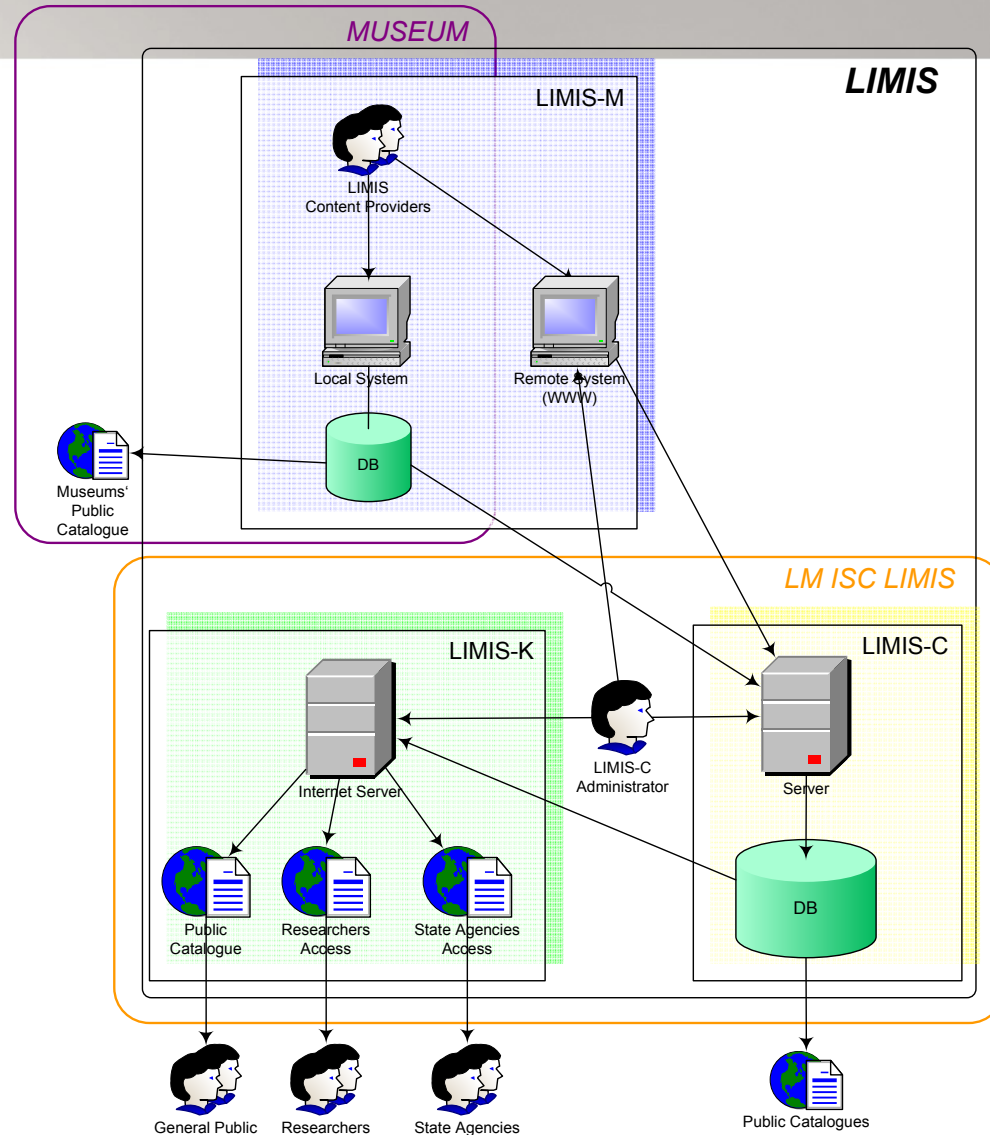 MUSEUM
LIMIS
LIMIS-M
LIMIS
Content Providers
Local System
Remote System
(WWW)
DB
Museums‘
Public
Catalogue
LM ISC LIMIS
LIMIS-K
LIMIS-C
Internet Server
LIMIS-C
Administrator
Server
Public
Catalogue
Researchers
Access
State Agencies
Access
DB
General Public
Researchers
State Agencies
Public Catalogues